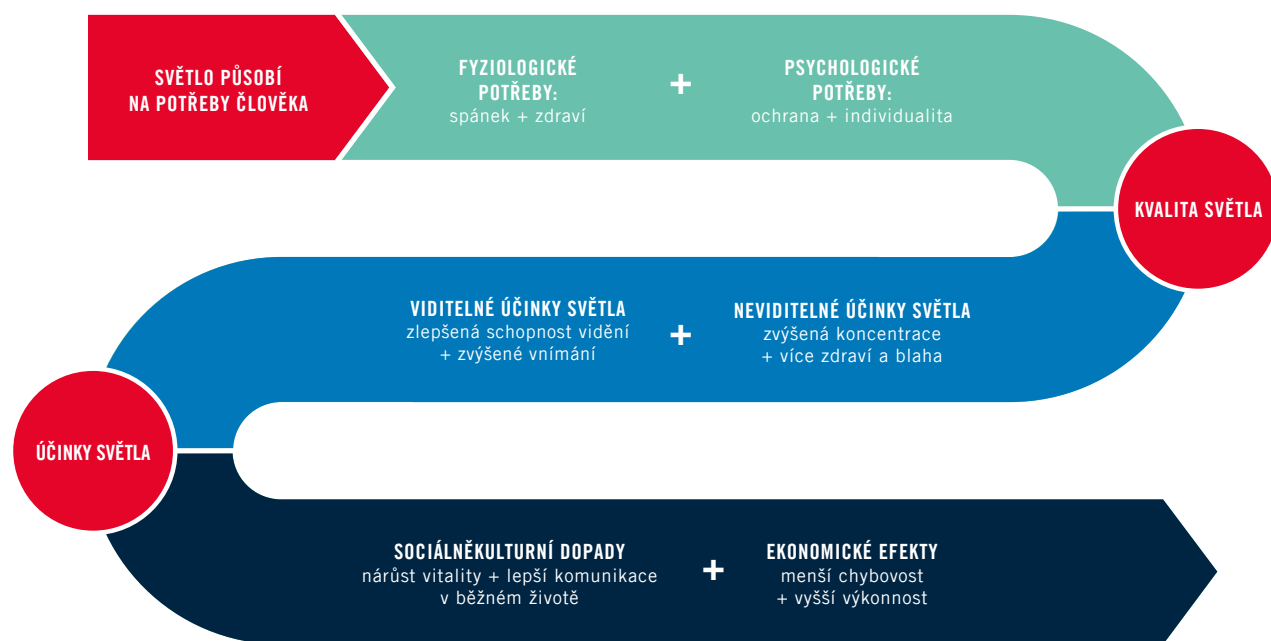 SVĚTLO PŮSOBÍ
NA POTŘEBY ČLOVĚKA
FYZIOLOGICKÉ
POTŘEBY:
spánek + zdraví
+
PSYCHOLOGICKÉ
POTŘEBY:
ochrana + individualita
KVALITA SVĚTLA
VIDITELNÉ ÚČINKY SVĚTLA
zlepšená schopnost vidění
+ zvýšené vnímání
+
NEVIDITELNÉ ÚČINKY SVĚTLA
zvýšená koncentrace
+ více zdraví a blaha
ÚČINKY SVĚTLA
SOCIÁLNĚKULTURNÍ DOPADY
nárůst vitality + lepší komunikace
v běžném životě
+
EKONOMICKÉ EFEKTY
menší chybovost
+ vyšší výkonnost